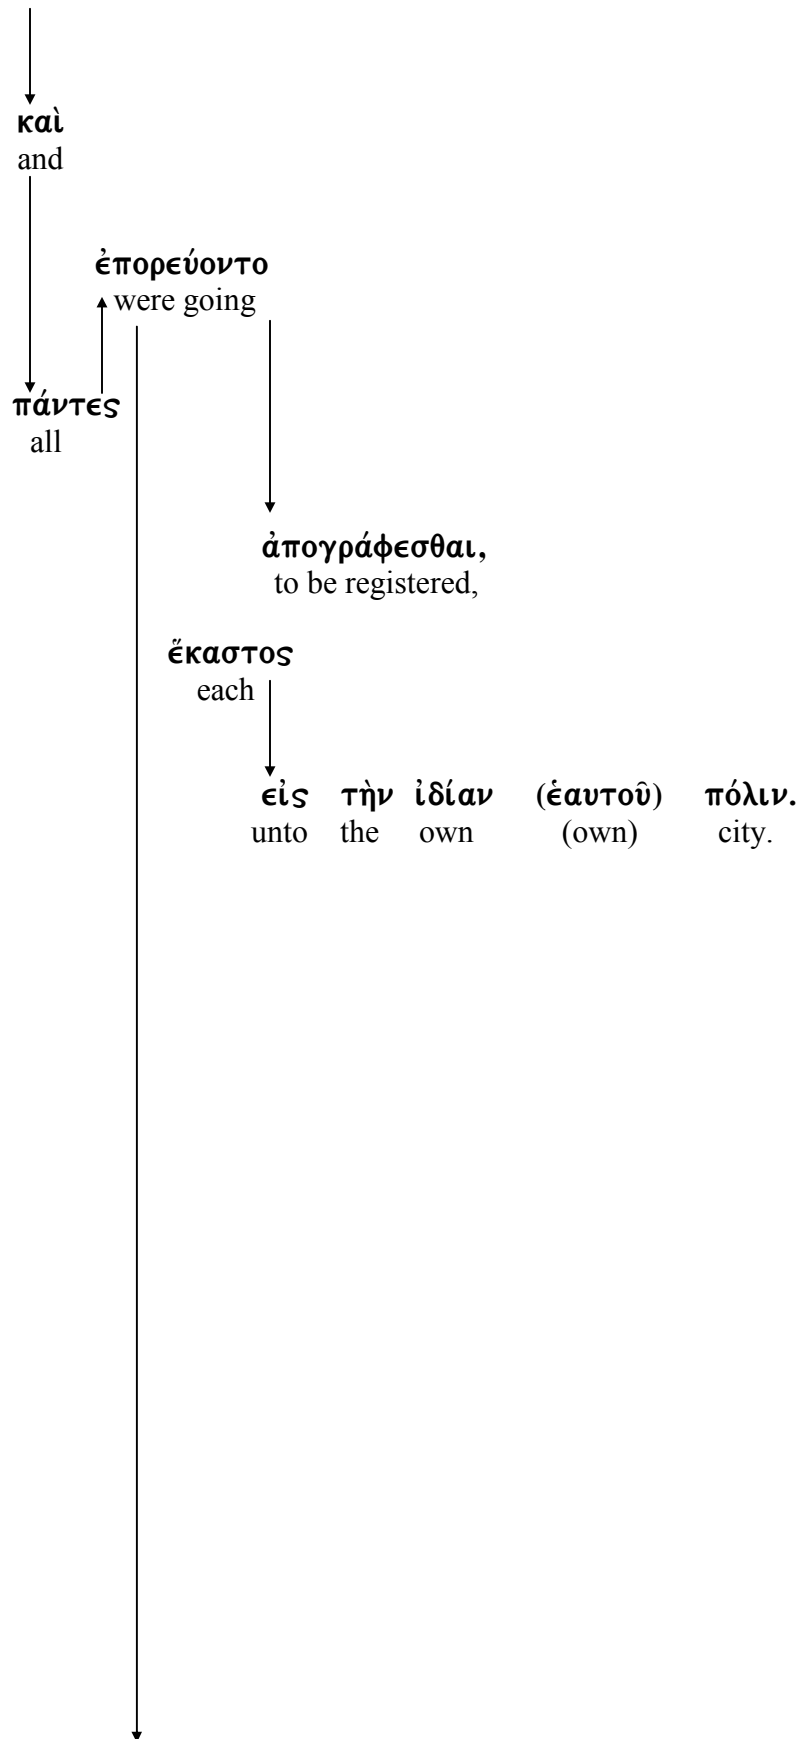 καὶ
and
ἐπορεύοντο
were going
πάντες
all
ἀπογράφεσθαι,
to be registered,
ἕκαστος
each
εἰς τὴν ἰδίαν (ἑαυτοῦ) πόλιν.
unto the own (own) city.